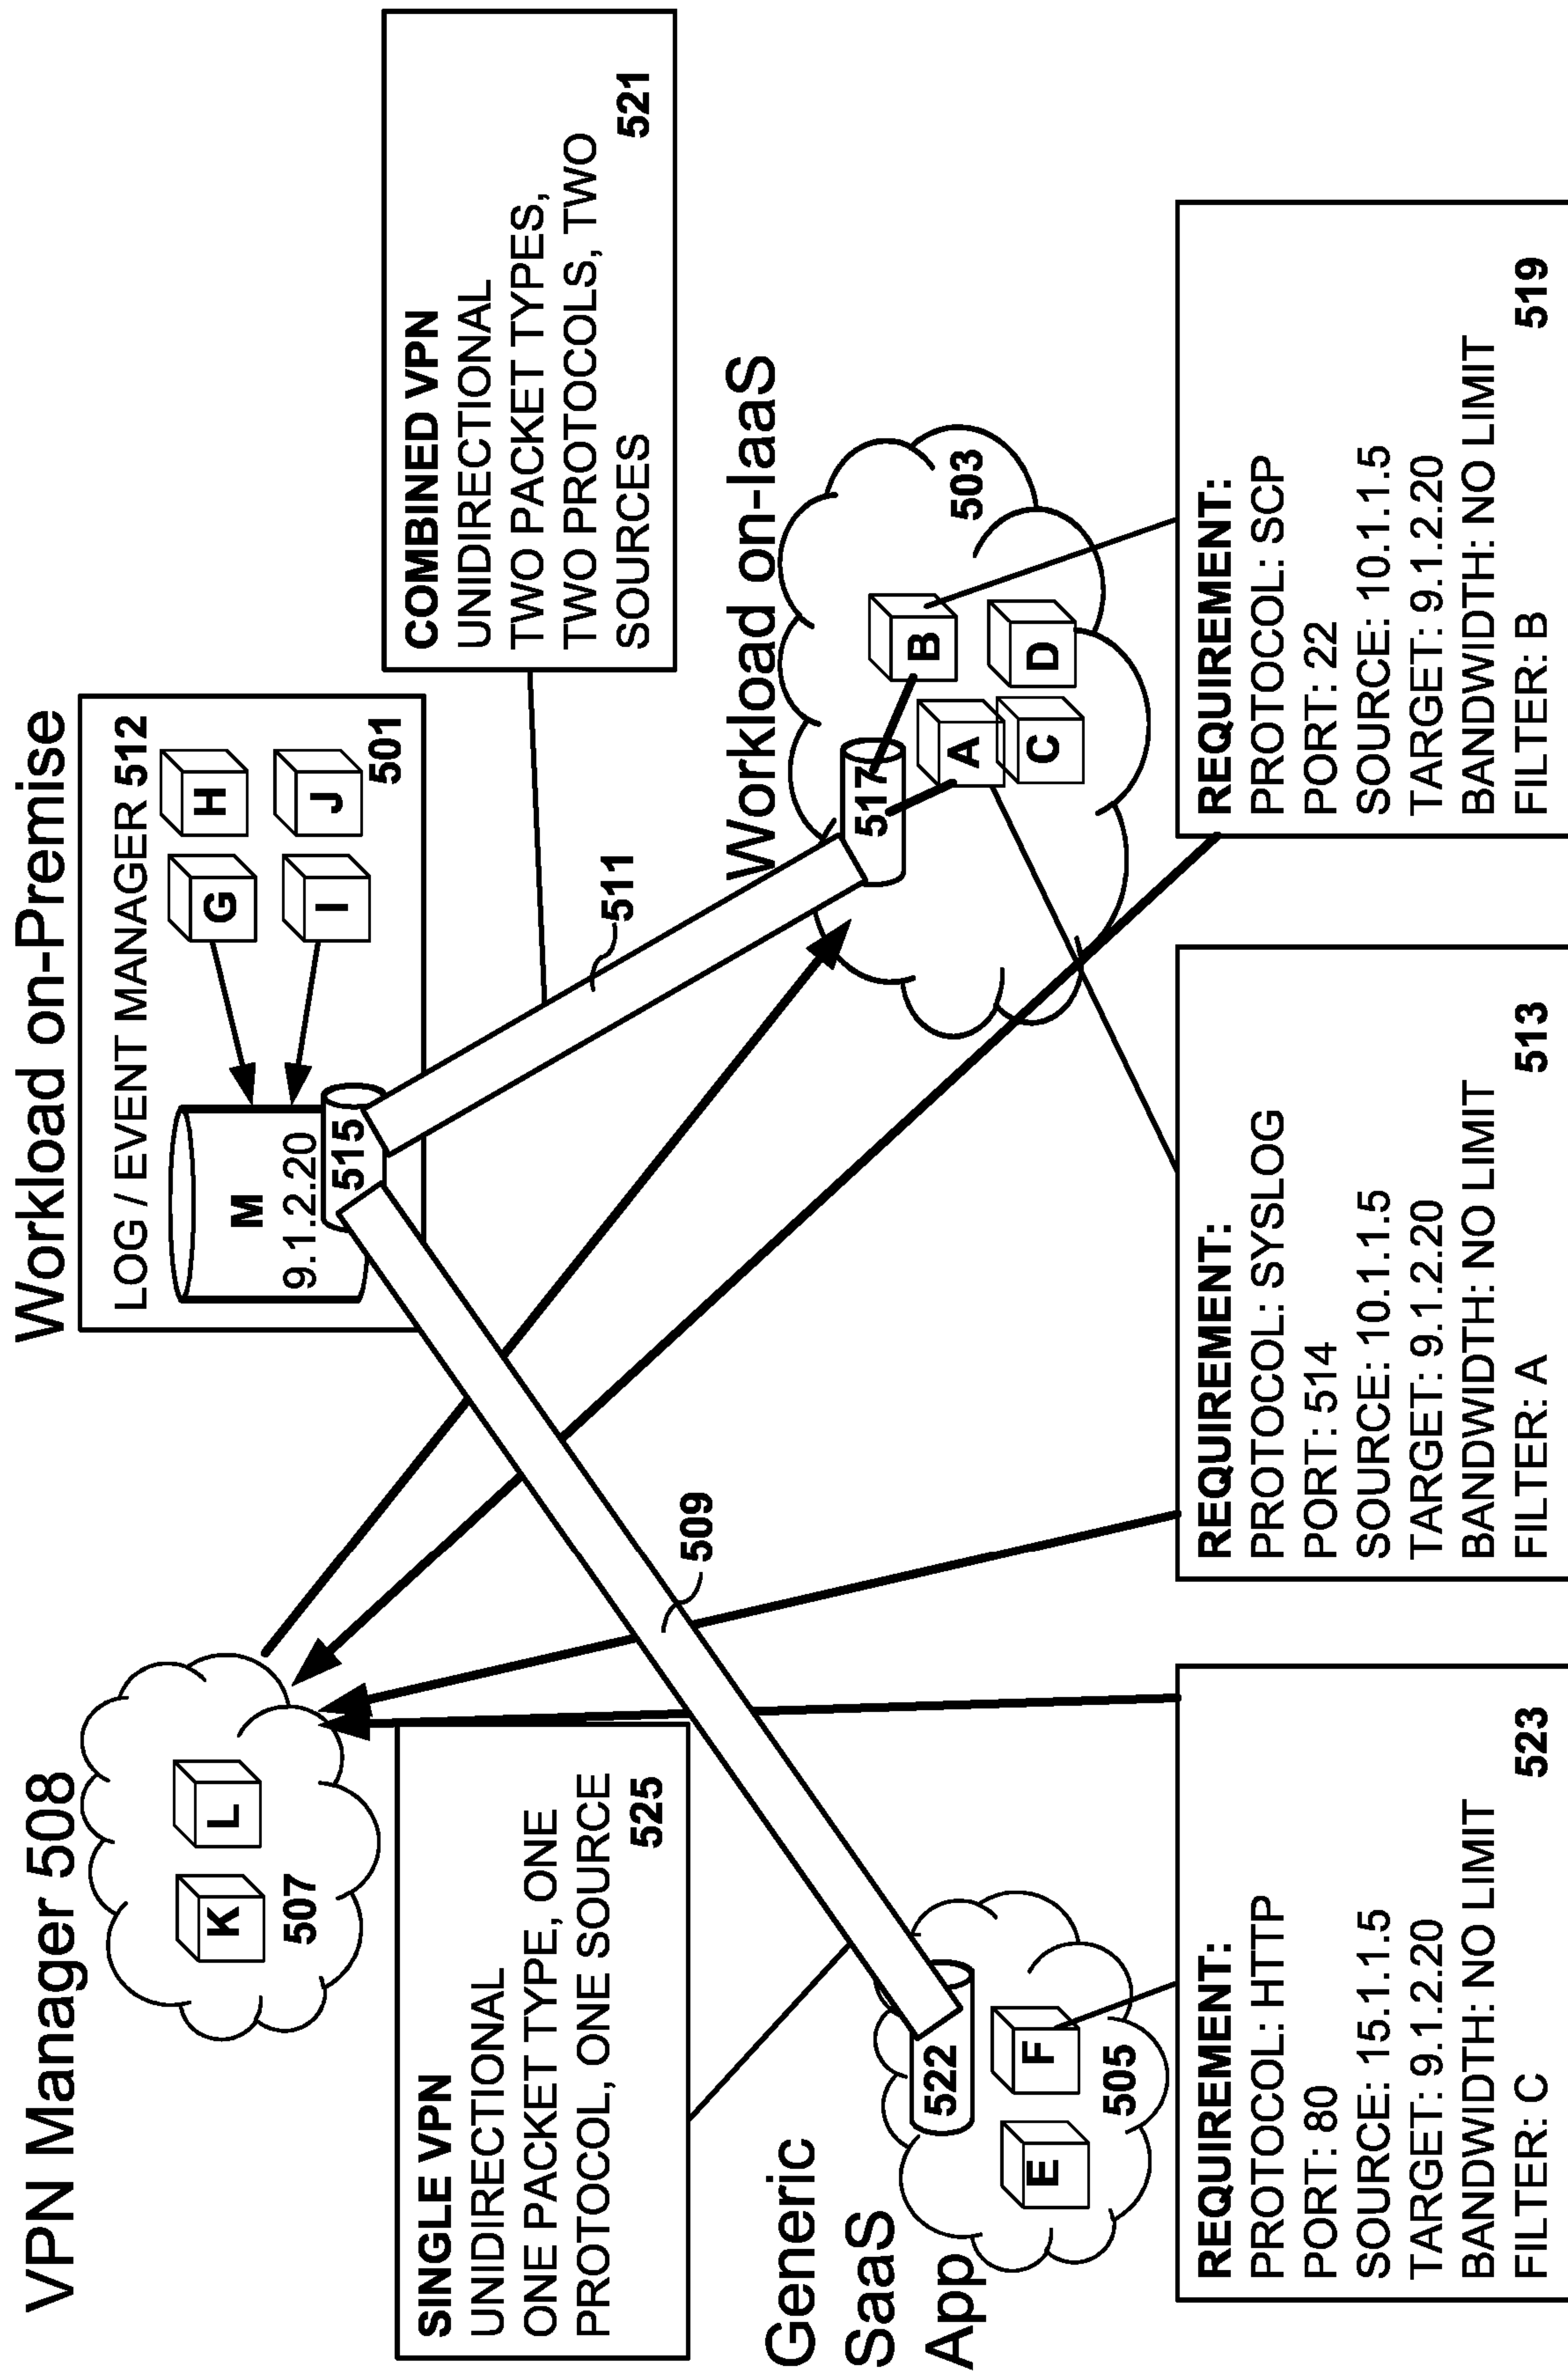 VPN Manager 508
K
L
507
Workload on-Premise
LOG / EVENT MANAGER 512
M
9.1.2.20
515
G
H
I
J
501
SINGLE VPN
UNIDIRECTIONAL
ONE PACKET TYPE, ONE
PROTOCOL, ONE SOURCE
525
509
511
COMBINED VPN
UNIDIRECTIONAL
TWO PACKET TYPES,
TWO PROTOCOLS, TWO
SOURCES
521
Generic
SaaS
App
522
E
F
505
Workload on-IaaS
517
A
B
C
D
503
REQUIREMENT:
PROTOCOL: HTTP
PORT: 80
SOURCE: 15.1.1.5
TARGET: 9.1.2.20
BANDWIDTH: NO LIMIT
FILTER: C
523
REQUIREMENT:
PROTOCOL: SYSLOG
PORT: 514
SOURCE: 10.1.1.5
TARGET: 9.1.2.20
BANDWIDTH: NO LIMIT
FILTER: A
513
REQUIREMENT:
PROTOCOL: SCP
PORT: 22
SOURCE: 10.1.1.5
TARGET: 9.1.2.20
BANDWIDTH: NO LIMIT
FILTER: B
519